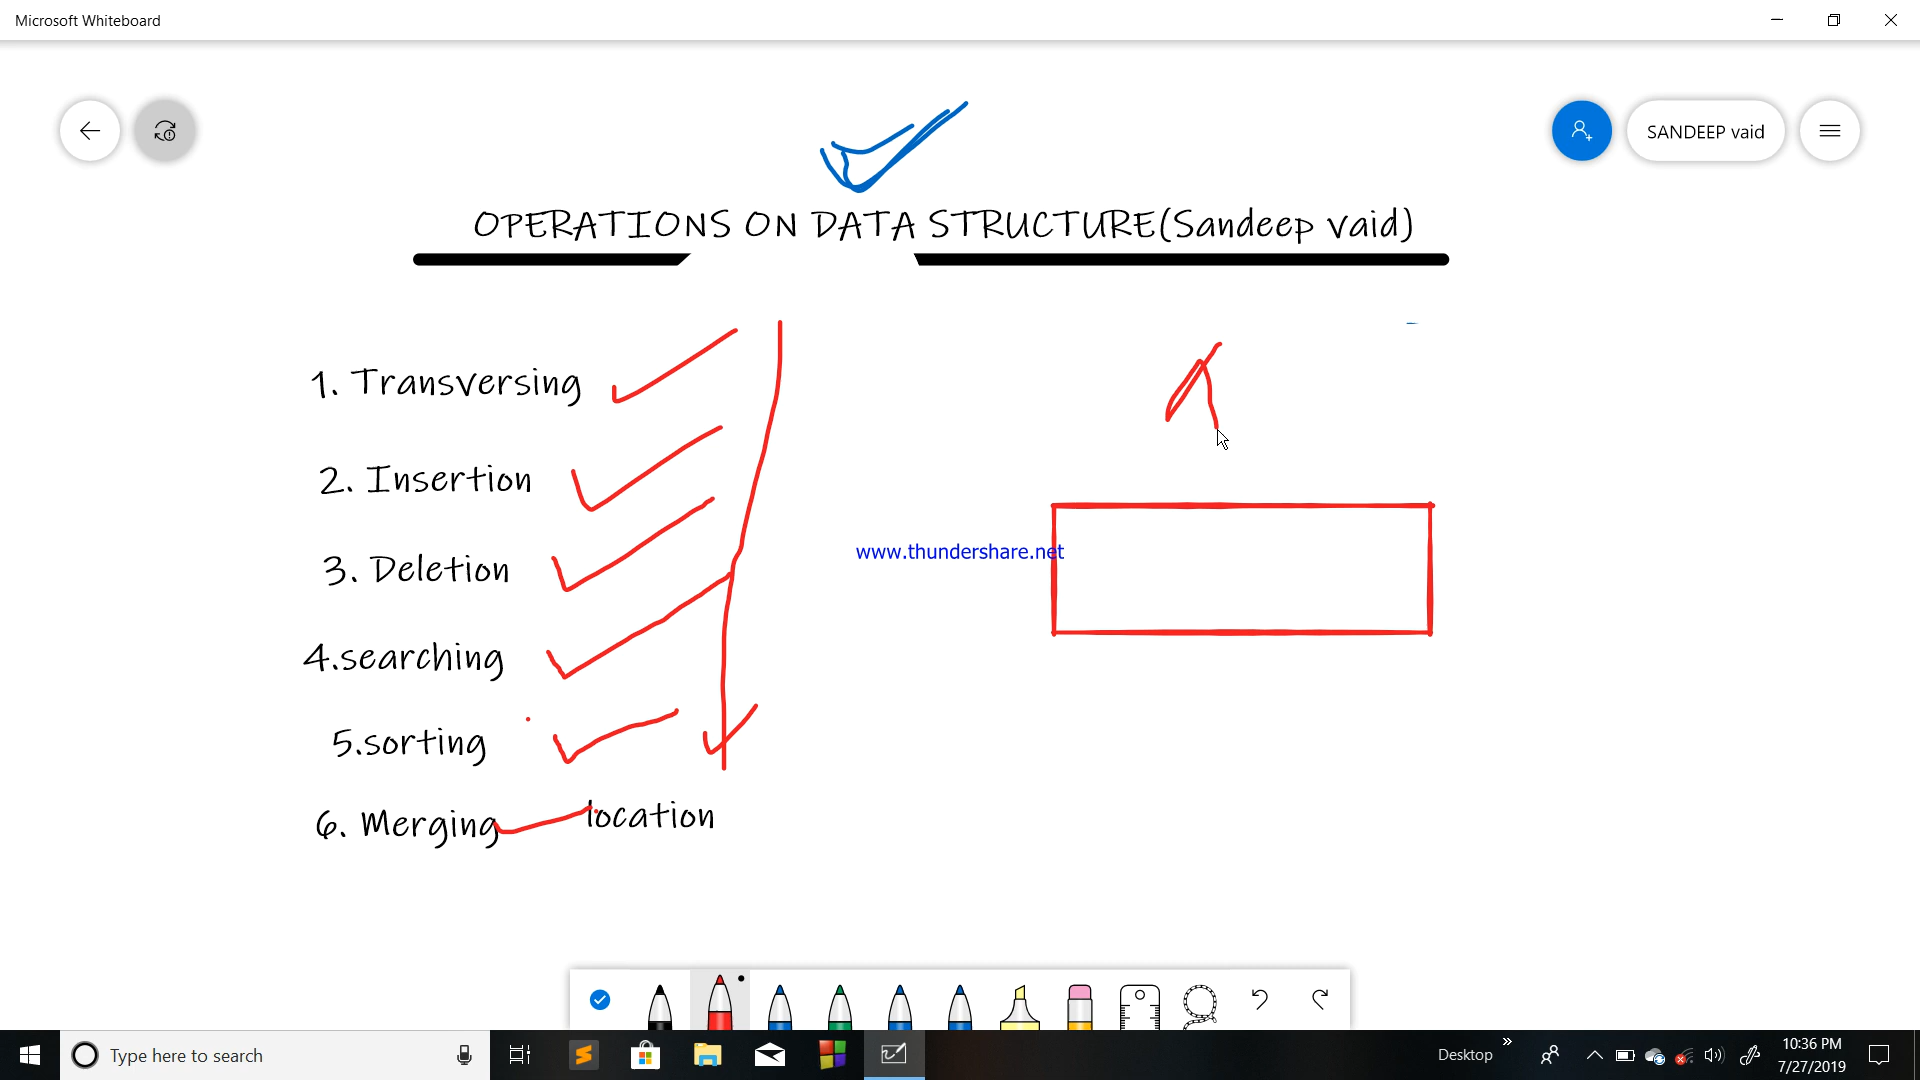 Microsoft Whiteboard
SANDEEP vaid
OPERATIONS ON DATA STRUCTURE(Sandeep vaid)
1. Transversing
2. Insertion
3. Deletion
4.searching
5.sorting
6. Merging
location
www.thundershare.net
Type here to search
Desktop
10:36 PM
7/27/2019